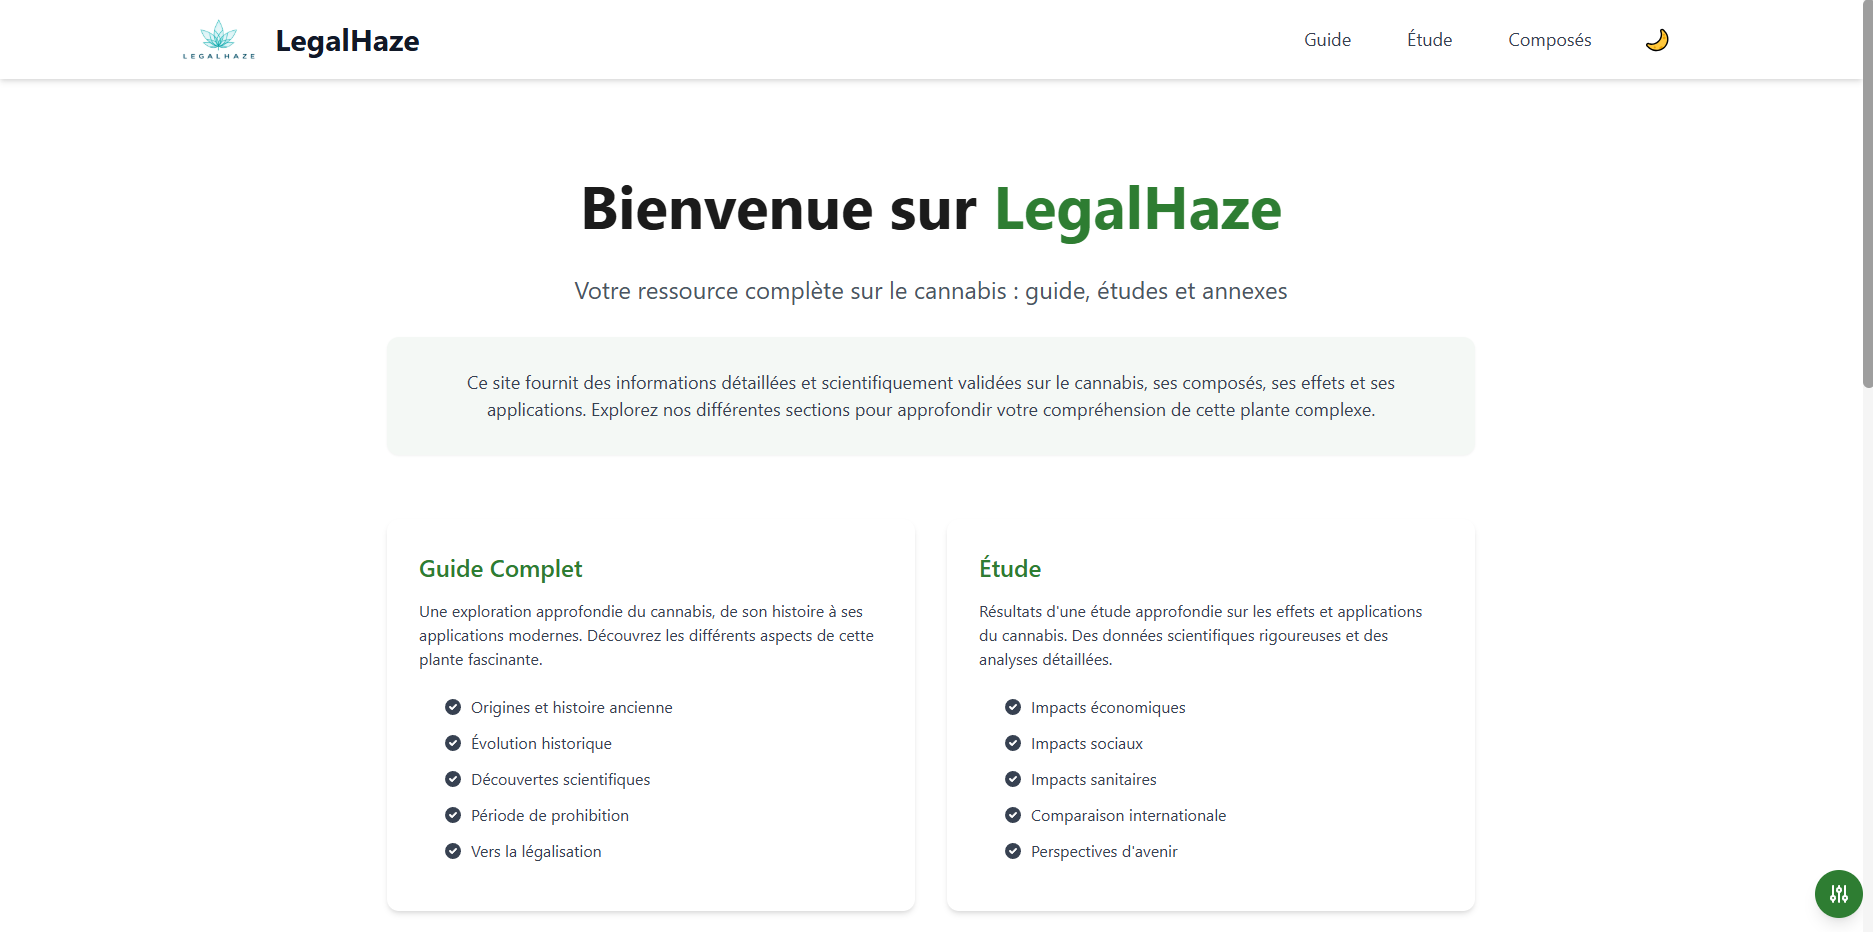 LEGALHAZE
LegalHaze
Guide
Étude
Composés
Bienvenue sur LegalHaze
Votre ressource complète sur le cannabis : guide, études et annexes
Ce site fournit des informations détaillées et scientifiquement validées sur le cannabis, ses composés, ses effets et ses
applications. Explorez nos différentes sections pour approfondir votre compréhension de cette plante complexe.
Guide Complet
Une exploration approfondie du cannabis, de son histoire à ses
applications modernes. Découvrez les différents aspects de cette
plante fascinante.
Origines et histoire ancienne
Évolution historique
Découvertes scientifiques
Période de prohibition
Vers la légalisation
Étude
Résultats d'une étude approfondie sur les effets et applications
du cannabis. Des données scientifiques rigoureuses et des
analyses détaillées.
Impacts économiques
Impacts sociaux
Impacts sanitaires
Comparaison internationale
Perspectives d'avenir